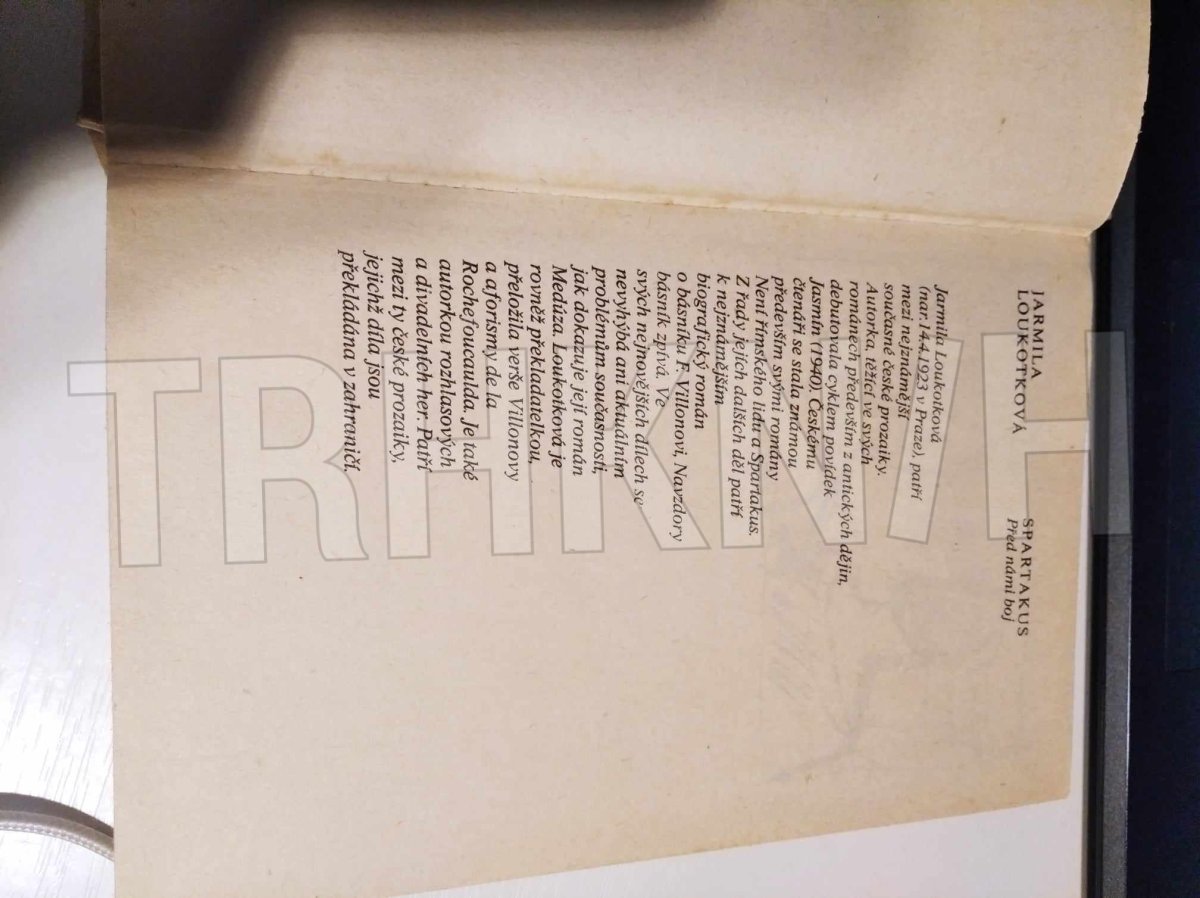 JARMILA
LOUKOTKOVÁ
SPARTAKUS
Před námi boj
Jarmila Loukotková
(nar. 14.4.1923 v Praze), patří
mezi nejznámější
současné české prozaiky.
Autorka, těžící ve svých
románech především z antických dějin,
debutovala cyklem povídek
Jasmín (1940). Českému
čtenáři se stala známou
především svými romány
Není římského lidu a Spartakus.
Z řady jejích dalších děl patří
k nejznámějším
biografický román
o básníku F. Villonovi, Navzdory
básník zpívá. Ve
svých nejnovějších dílech se
nevyhýbá ani aktuálním
problémům současnosti,
jak dokazuje její román
Medúza. Loukotková je
rovněž překladatelkou,
přeložila verše Villonovy
a aforismy de la
Rochefoucaulda. Je také
autorkou rozhlasových
a divadelních her. Patří
mezi ty české prozaiky,
jejichž díla jsou
překládána v zahraničí.
TRHKNIH